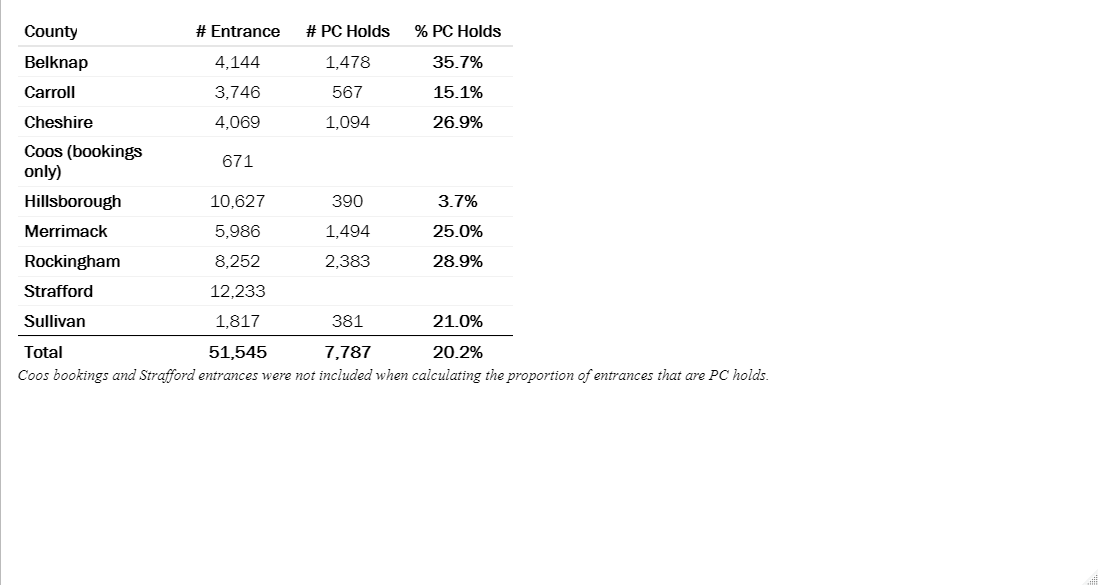 County # Entrance # PC Holds % PC Holds
Belknap 4,144 1,478 35.7%
Carroll 3,746 567 15.1%
Cheshire 4,069 1,094 26.9%
Coos (bookings
only) 671
Hillsborough 10,627 390 3.7%
Merrimack 5,986 1,494 25.0%
Rockingham 8,252 2,383 28.9%
Strafford 12,233
Sullivan 1,817 381 21.0%
Total 51,545 7,787 20.2%
Coos bookings and Strafford entrances were not included when calculating the proportion of entrances that are PC holds.